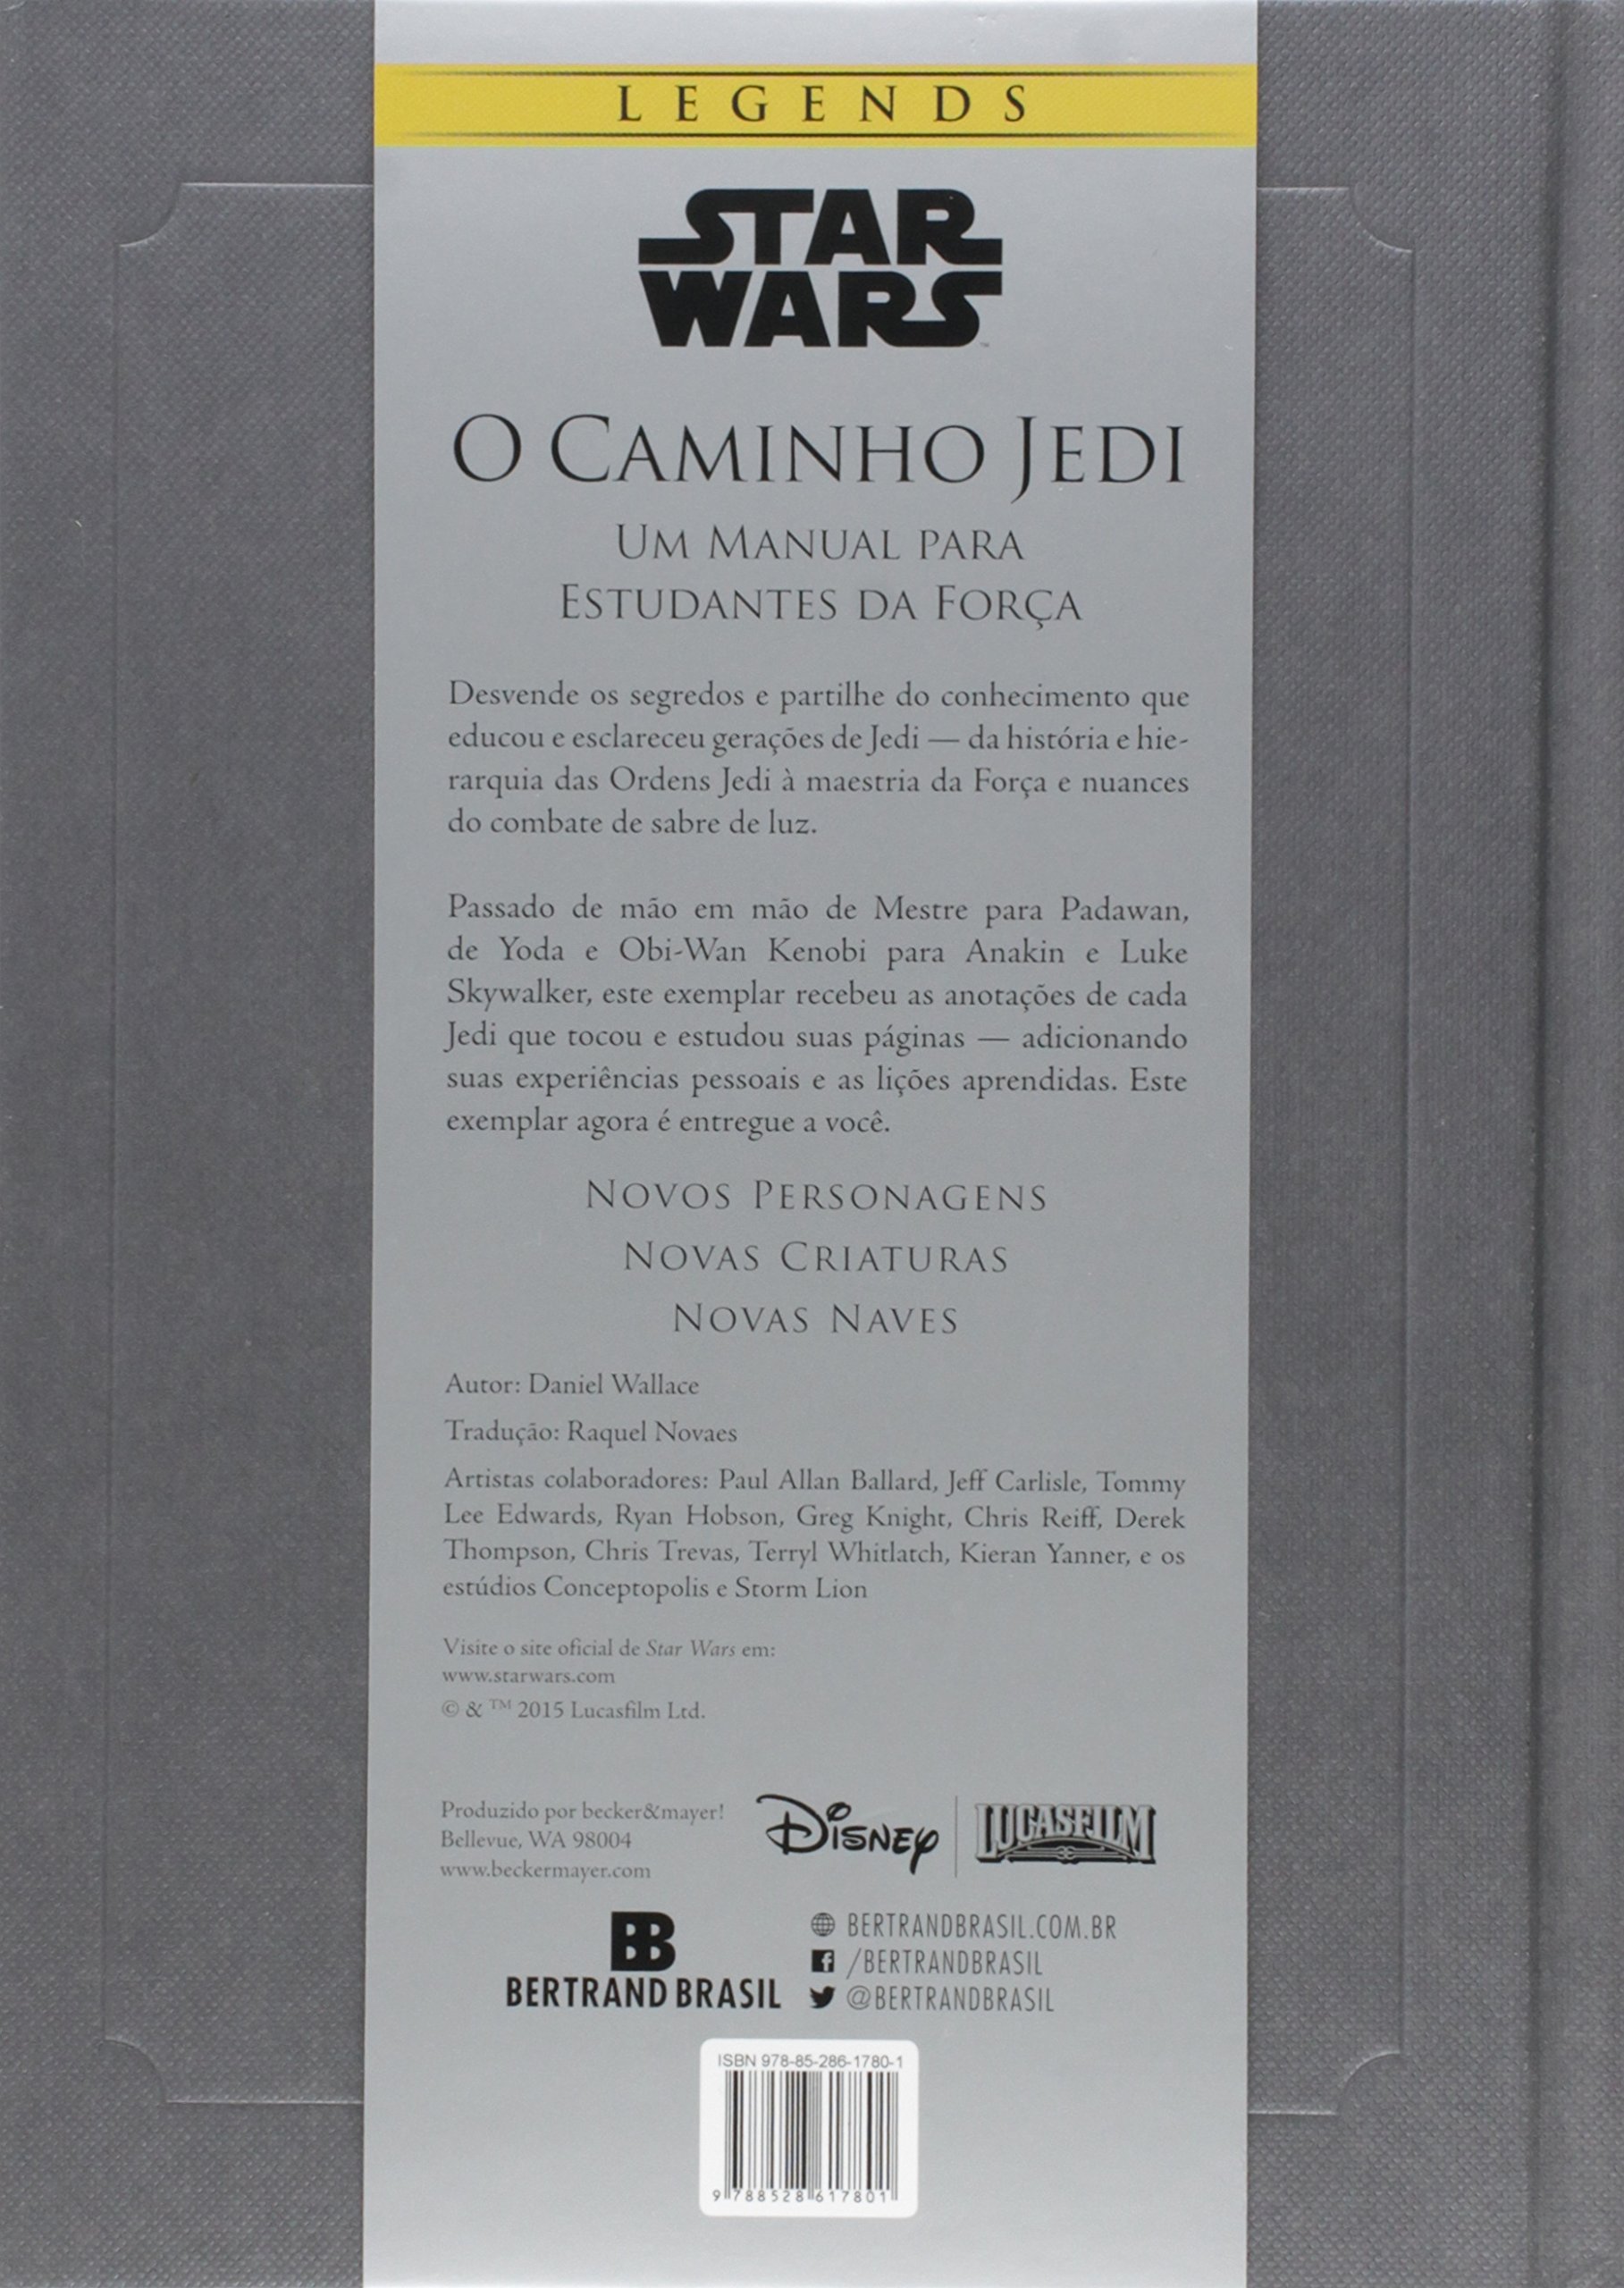 LEGENDS
STAR
WARS
O CAMINHO JEDI
UM MANUAL PARA
ESTUDANTES DA FORÇA
Desvende os segredos e partilhe do conhecimento que
educou e esclareceu gerações de Jedi — da história e hie-
rarquia das Ordens Jedi à maestria da Força e nuances
do combate de sabre de luz.
Passado de mão em mão de Mestre para Padawan,
de Yoda e Obi-Wan Kenobi para Anakin e Luke
Skywalker, este exemplar recebeu as anotações de cada
Jedi que tocou e estudou suas páginas — adicionando
suas experiências pessoais e as lições aprendidas. Este
exemplar agora é entregue a você.
NOVOS PERSONAGENS
NOVAS CRIATURAS
NOVAS NAVES
Autor: Daniel Wallace
Tradução: Raquel Novaes
Artistas colaboradores: Paul Allan Ballard, Jeff Carlisle, Tommy
Lee Edwards, Ryan Hobson, Greg Knight, Chris Reiff, Derek
Thompson, Chris Trevas, Terryl Whitlatch, Kieran Yanner, e os
estúdios Conceptopolis e Storm Lion
Visite o site oficial de Star Wars em:
www.starwars.com
© & ™ 2015 Lucasfilm Ltd.
Produzido por becker&mayer!
Bellevue, WA 98004
www.beckermayer.com
DISNEY
LUCASFILM
BB
BERTRAND BRASIL
BERTRANDBRASIL.COM.BR
/BERTRANDBRASIL
@BERTRANDBRASIL
ISBN 978-85-286-1780-1
9 788528 617801